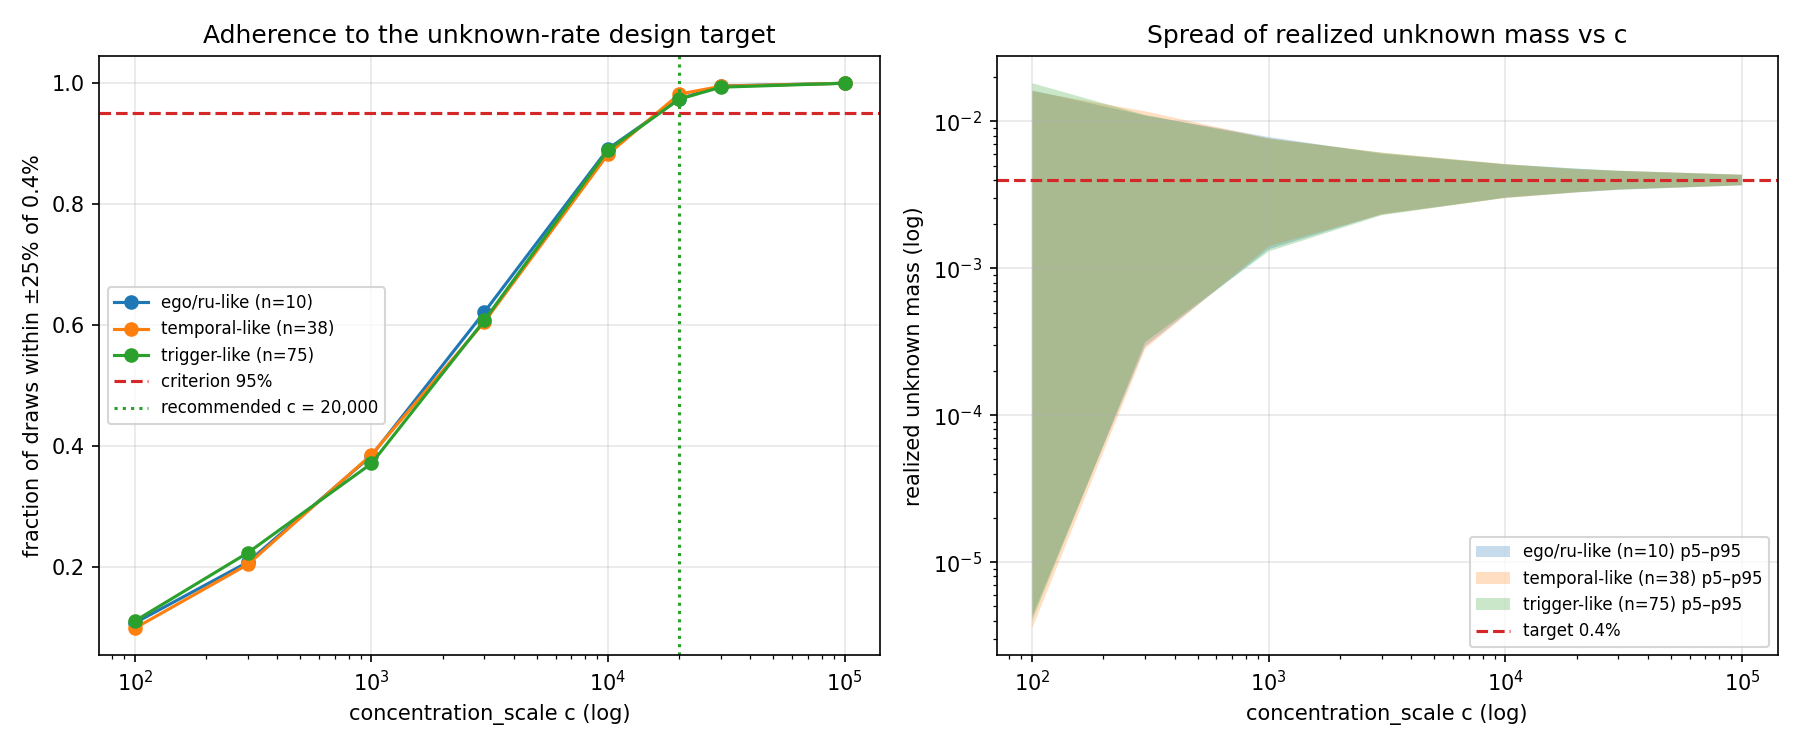 Adherence to the unknown-rate design target
fraction of draws within ±25% of 0.4%
1.0
0.8
0.6
0.4
0.2
ego/ru-like (n=10)
temporal-like (n=38)
trigger-like (n=75)
criterion 95%
recommended c = 20,000
10²
10³
10⁴
10⁵
concentration_scale c (log)
Spread of realized unknown mass vs c
realized unknown mass (log)
10⁻²
10⁻³
10⁻⁴
10⁻⁵
ego/ru-like (n=10) p5–p95
temporal-like (n=38) p5–p95
trigger-like (n=75) p5–p95
target 0.4%
10²
10³
10⁴
10⁵
concentration_scale c (log)